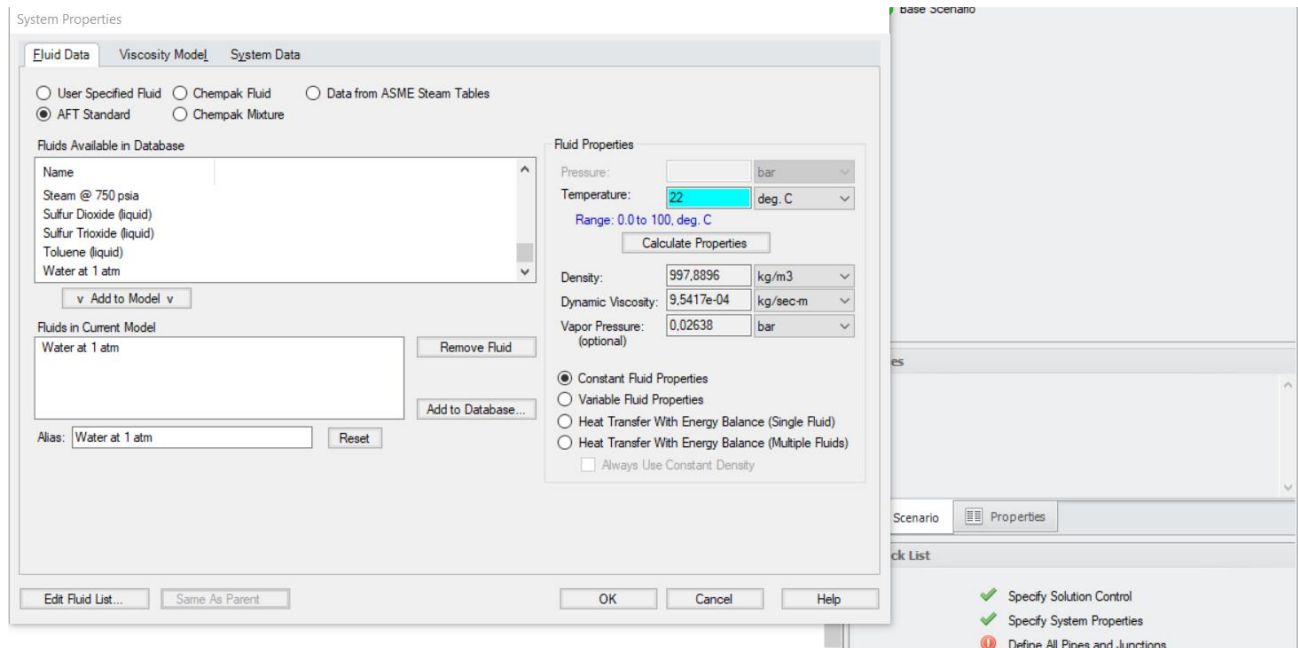 System Properties
Base Scenario
Fluid Data Viscosity Model System Data
User Specified Fluid Chempak Fluid Data from ASME Steam Tables
AFT Standard Chempak Mixture
Fluids Available in Database
Name
Steam @ 750 psia
Sulfur Dioxide (liquid)
Sulfur Trioxide (liquid)
Toluene (liquid)
Water at 1 atm
v Add to Model v
Fluids in Current Model
Water at 1 atm
Remove Fluid
Add to Database...
Alias: Water at 1 atm Reset
Fluid Properties
Pressure: bar
Temperature: 22 deg. C
Range: 0.0 to 100, deg. C
Calculate Properties
Density: 997,8896 kg/m3
Dynamic Viscosity: 9,5417e-04 kg/sec-m
Vapor Pressure: 0,02638 bar
(optional)
Constant Fluid Properties
Variable Fluid Properties
Heat Transfer With Energy Balance (Single Fluid)
Heat Transfer With Energy Balance (Multiple Fluids)
Always Use Constant Density
Edit Fluid List... Same As Parent OK Cancel Help
es
Scenario Properties
ck List
Specify Solution Control
Specify System Properties
Define All Pipes and Junctions